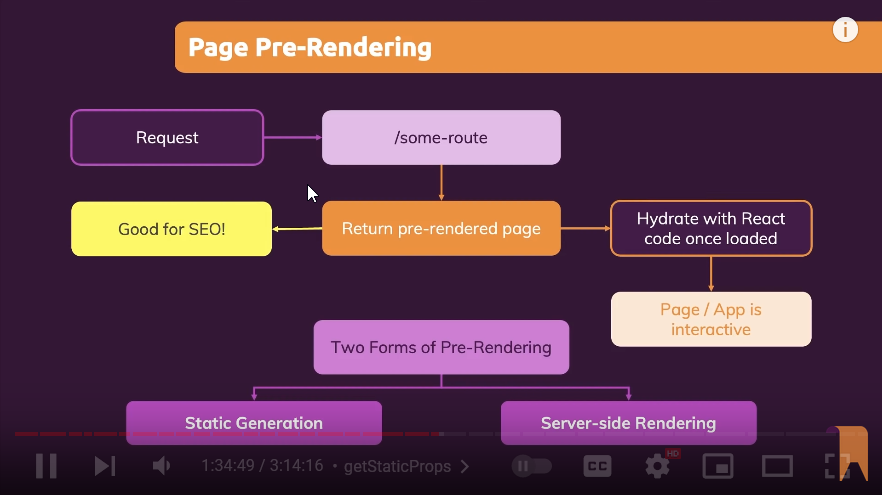 Page Pre-Rendering
i
Request
/some-route
Good for SEO!
Return pre-rendered page
Hydrate with React
code once loaded
Page / App is
interactive
Two Forms of Pre-Rendering
Static Generation
Server-side Rendering
1:34:49 / 3:14:16 • getStaticProps
CC
HD